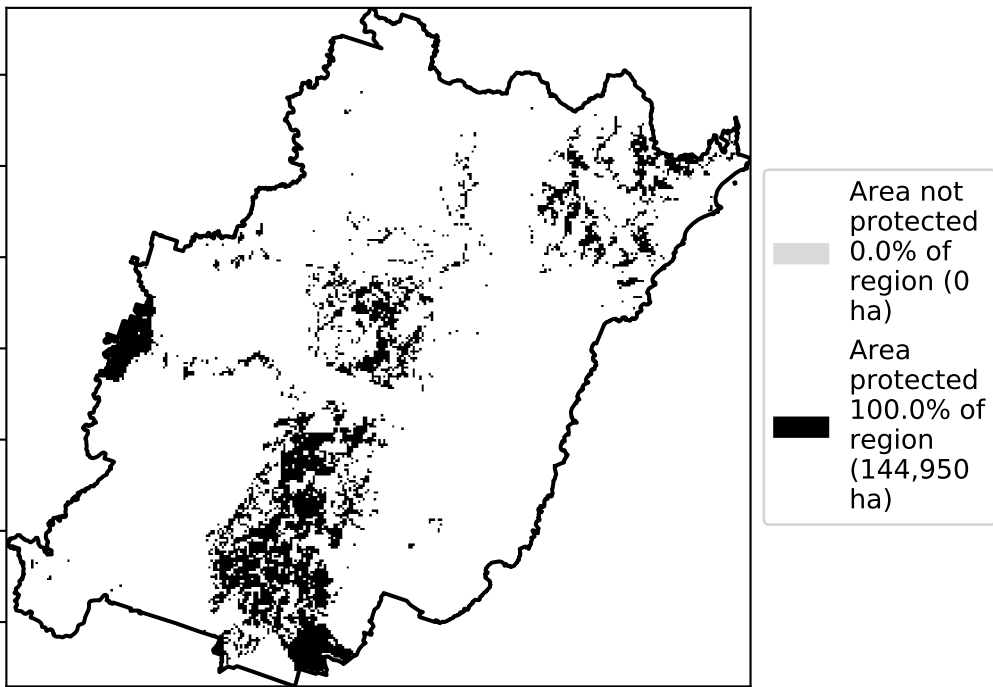 Area not
protected
0.0% of
region (0
ha)
Area
protected
100.0% of
region
(144,950
ha)